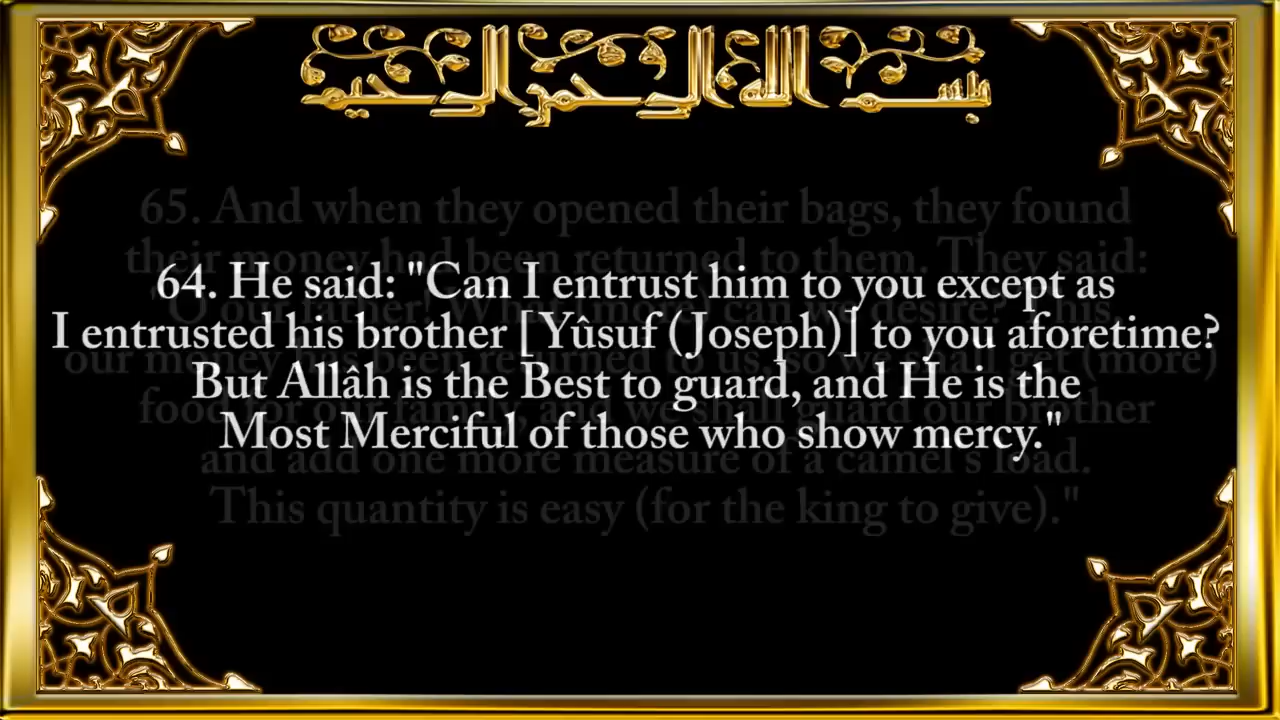 بسم الله الرحمن الرحيم
65. And when they opened their bags, they found
their money had been returned to them. They said:
64. He said: "Can I entrust him to you except as
I entrusted his brother [Yûsuf (Joseph)] to you aforetime?
But Allâh is the Best to guard, and He is the
Most Merciful of those who show mercy."
"O our father! What more can we desire? This,
our money has been returned to us, so we shall get (more)
food for our family, and we shall guard our brother
and add one more measure of a camel's load.
This quantity is easy (for the king to give)."